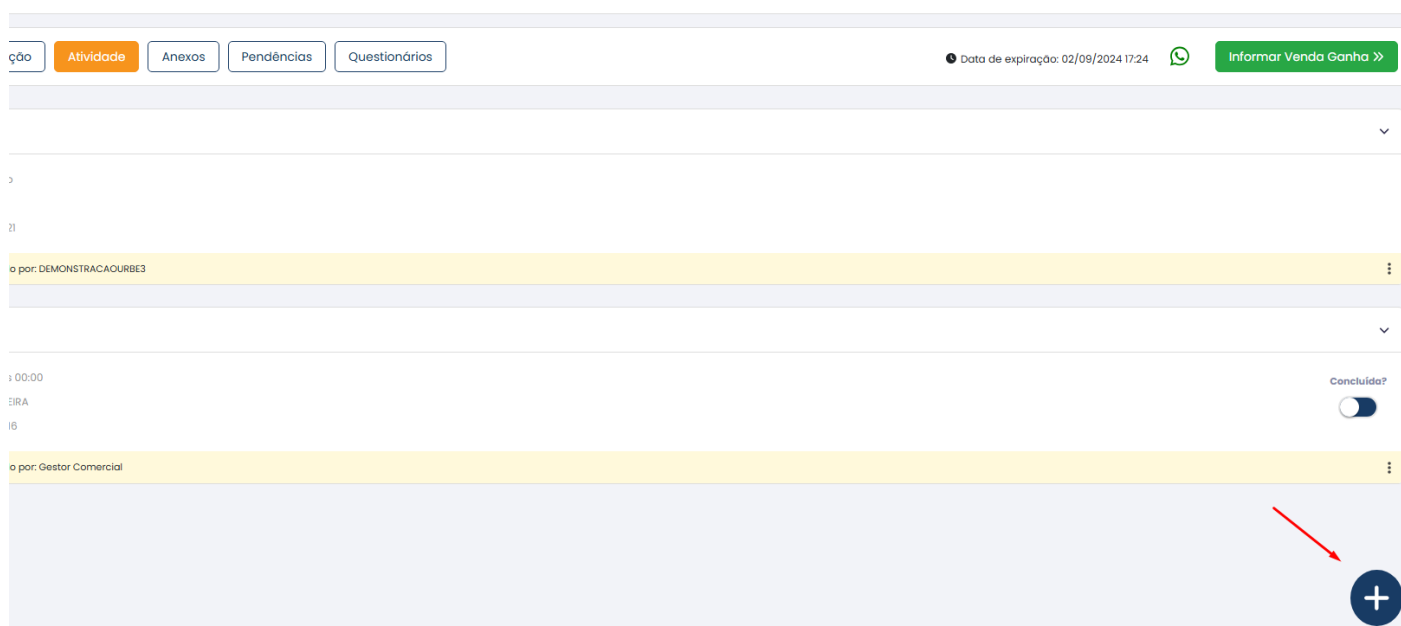 ção Atividade Anexos Pendências Questionários Data de expiração: 02/09/2024 17:24 Informar Venda Ganha »
o
21
o por: DEMONSTRACAOURBE3
s 00:00
Concluída?
EIRA
16
o por: Gestor Comercial